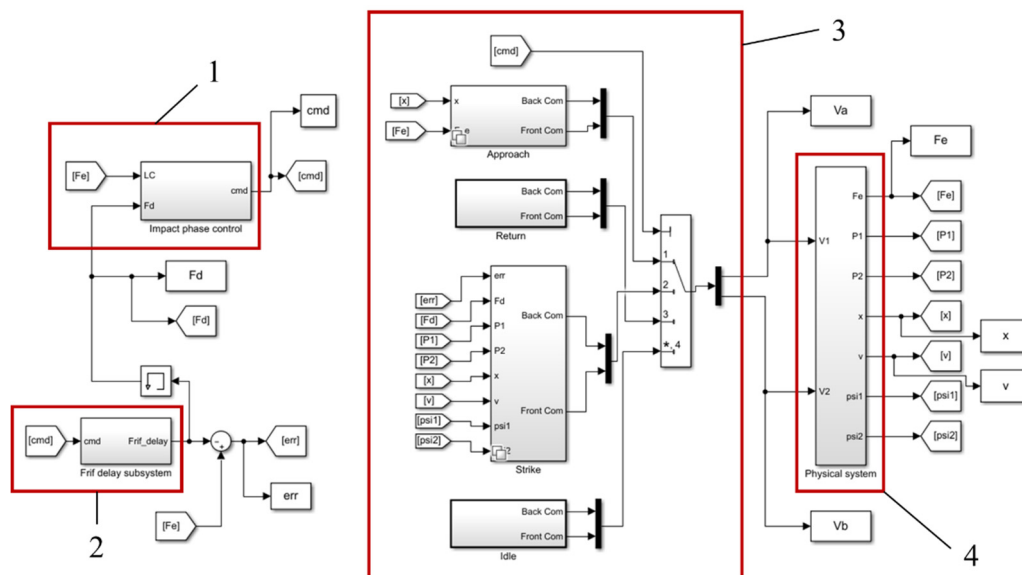 1
cmd
[Fe]
LC
Fd
cmd
[cmd]
Impact phase control
Fd
[Fd]
[cmd]
cmd
Frif_delay
Frif delay subsystem
-
+
[err]
err
[Fe]
2
3
[cmd]
[x]
x
Back Com
[Fe]
Front Com
Approach
Back Com
Front Com
Return
[err]
err
[Fd]
Fd
[P1]
P1
[P2]
P2
[x]
x
[v]
v
[psi1]
psi1
[psi2]
Back Com
Front Com
Strike
Back Com
Front Com
Idle
1
2
3
*, 4
Va
Fe
V1
V2
Fe
[Fe]
P1
[P1]
P2
[P2]
x
[x]
x
v
[v]
v
psi1
[psi1]
psi2
[psi2]
Physical system
Vb
4